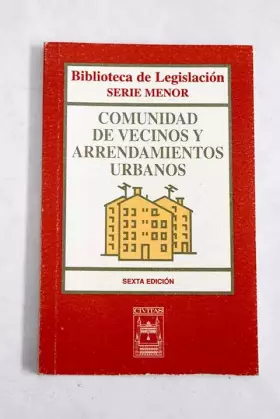 Biblioteca de Legislación
SERIE MENOR
COMUNIDAD
DE VECINOS Y
ARRENDAMIENTOS
URBANOS
SEXTA EDICIÓN
CIVITAS